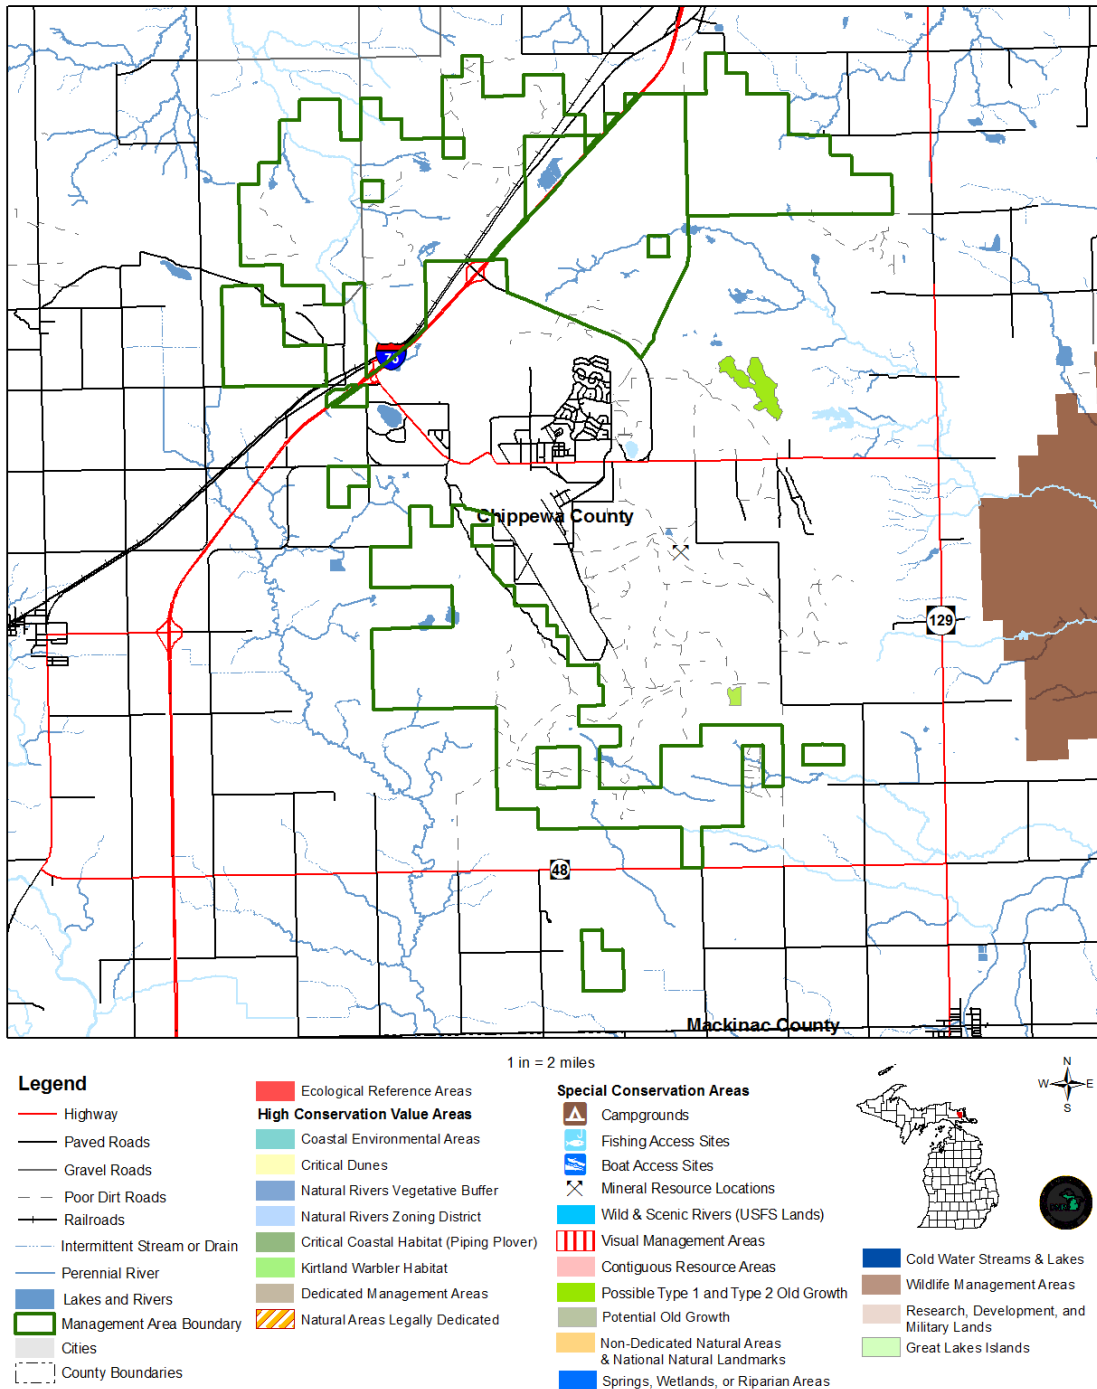 75
Chippewa County
129
48
Mackinac County
1 in = 2 miles
Legend
Highway
Paved Roads
Gravel Roads
Poor Dirt Roads
Railroads
Intermittent Stream or Drain
Perennial River
Lakes and Rivers
Management Area Boundary
Cities
County Boundaries
Ecological Reference Areas
High Conservation Value Areas
Coastal Environmental Areas
Critical Dunes
Natural Rivers Vegetative Buffer
Natural Rivers Zoning District
Critical Coastal Habitat (Piping Plover)
Kirtland Warbler Habitat
Dedicated Management Areas
Natural Areas Legally Dedicated
Special Conservation Areas
Campgrounds
Fishing Access Sites
Boat Access Sites
Mineral Resource Locations
Wild & Scenic Rivers (USFS Lands)
Visual Management Areas
Contiguous Resource Areas
Possible Type 1 and Type 2 Old Growth
Potential Old Growth
Non-Dedicated Natural Areas
& National Natural Landmarks
Springs, Wetlands, or Riparian Areas
Cold Water Streams & Lakes
Wildlife Management Areas
Research, Development, and
Military Lands
Great Lakes Islands
N
W E
S